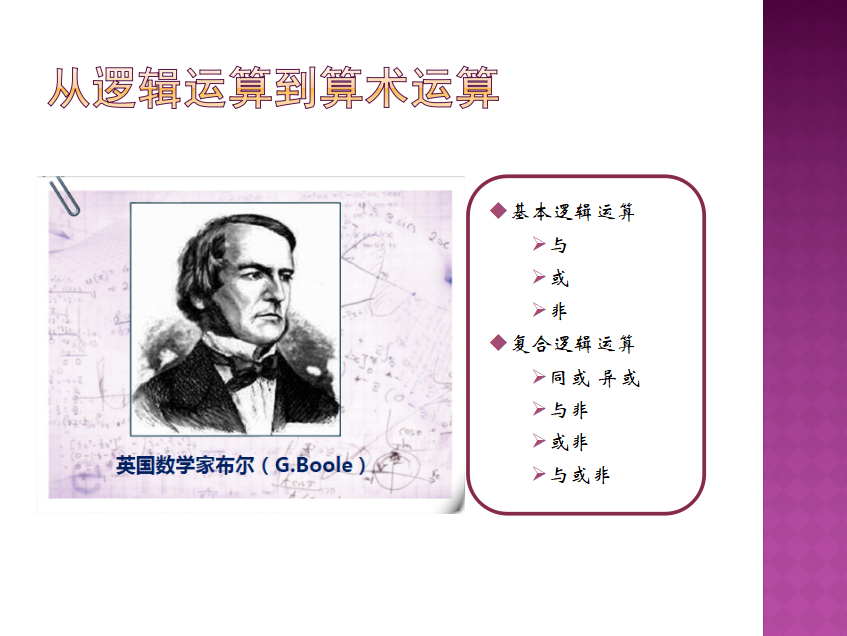 从逻辑运算到算术运算
英国数学家布尔（G.Boole）
基本逻辑运算
与
或
非
复合逻辑运算
同或 异或
与非
或非
与或非